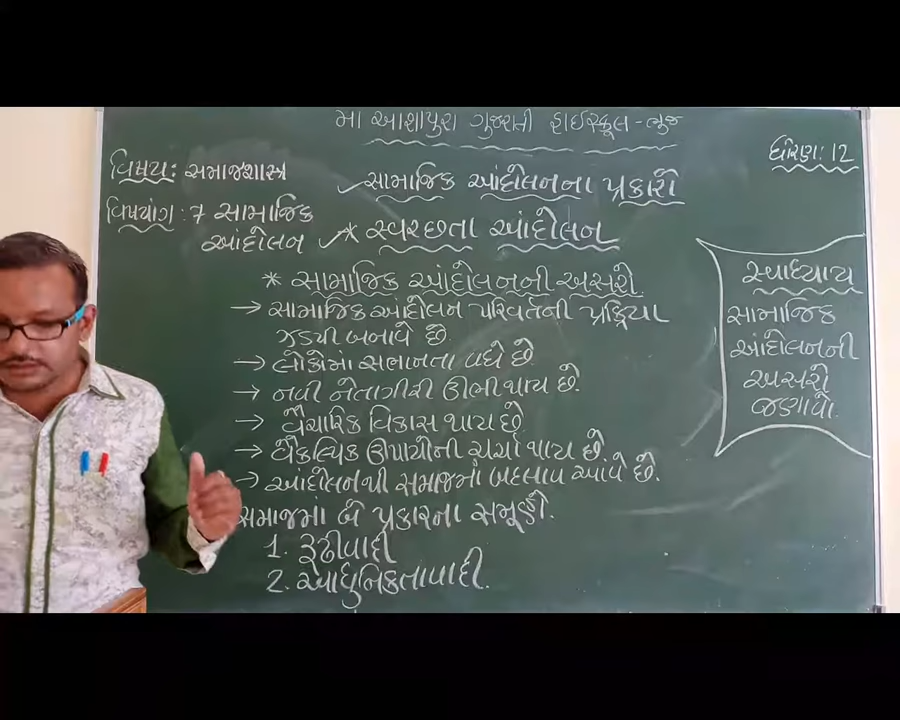 મા આશાપુરા ગુજરાતી હાઈસ્કૂલ - ભુજ
ધોરણ: 12
વિષય: સમાજશાસ્ત્ર
વિષયાંગ: 7 સામાજિક
આંદોલન
✓ સામાજિક આંદોલનના પ્રકારો
✓* સ્વચ્છતા આંદોલન
* સામાજિક આંદોલનની અસરો
→ સામાજિક આંદોલન પરિવર્તની પ્રક્રિયા
ઝડપી બનાવે છે.
→ લોકોમાં સભાનતા વધે છે.
→ નવી નેતાગીરી ઊભી થાય છે.
→ વૈચારિક વિકાસ થાય છે.
→ વૈકલ્પિક ઉપાયોની ચર્ચા થાય છે.
→ આંદોલનથી સમાજમાં બદલાવ આવે છે.
સમાજમાં બે પ્રકારના સમૂહો.
1. રૂઢીવાદી
2. આધુનિકતાવાદી.
સ્વાધ્યાય
સામાજિક
આંદોલનની
અસરો
જણાવો.